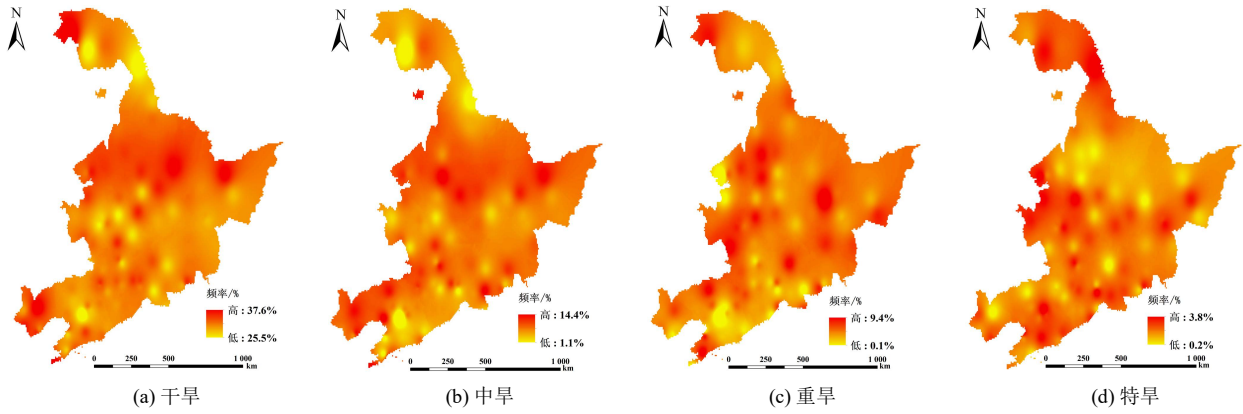 N
频率/%
高：37.6%
低：25.5%
0 250 500 1 000
km
(a) 干旱
N
频率/%
高：14.4%
低：1.1%
0 250 500 1 000
km
(b) 中旱
N
频率/%
高：9.4%
低：0.1%
0 250 500 1 000
km
(c) 重旱
N
频率/%
高：3.8%
低：0.2%
0 250 500 1 000
km
(d) 特旱